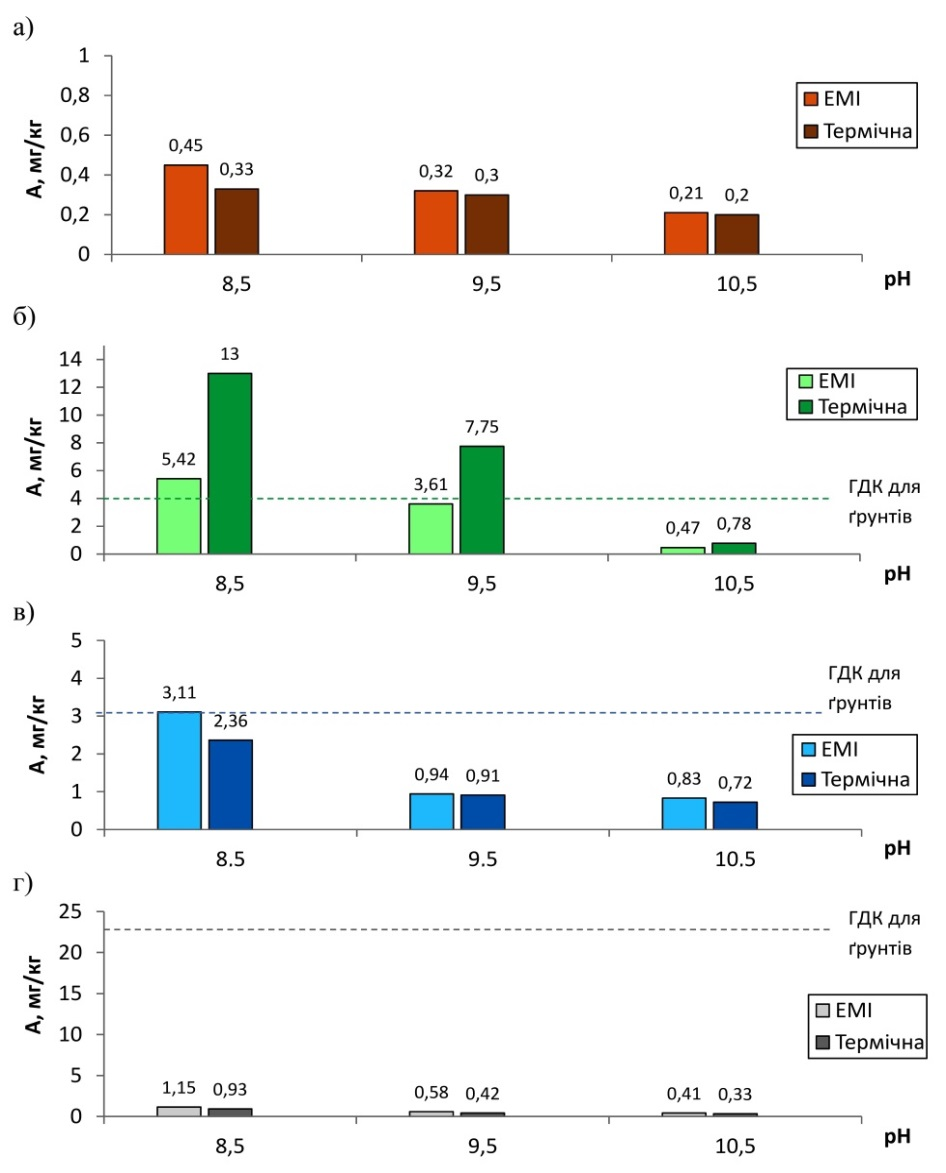 а)
А, мг/кг
1
0,8
0,6
0,4
0,2
0
0,45
0,33
0,32
0,3
0,21
0,2
ЕМІ
Термічна
8,5
9,5
10,5
pH
б)
А, мг/кг
14
12
10
8
6
4
2
0
5,42
13
3,61
7,75
0,47
0,78
ЕМІ
Термічна
ГДК для
ґрунтів
8,5
9,5
10,5
pH
в)
А, мг/кг
5
4
3
2
1
0
3,11
2,36
0,94
0,91
0,83
0,72
ГДК для
ґрунтів
ЕМІ
Термічна
8.5
9.5
10.5
pH
г)
А, мг/кг
25
20
15
10
5
0
1,15
0,93
0,58
0,42
0,41
0,33
ГДК для
ґрунтів
ЕМІ
Термічна
8,5
9,5
10,5
pH